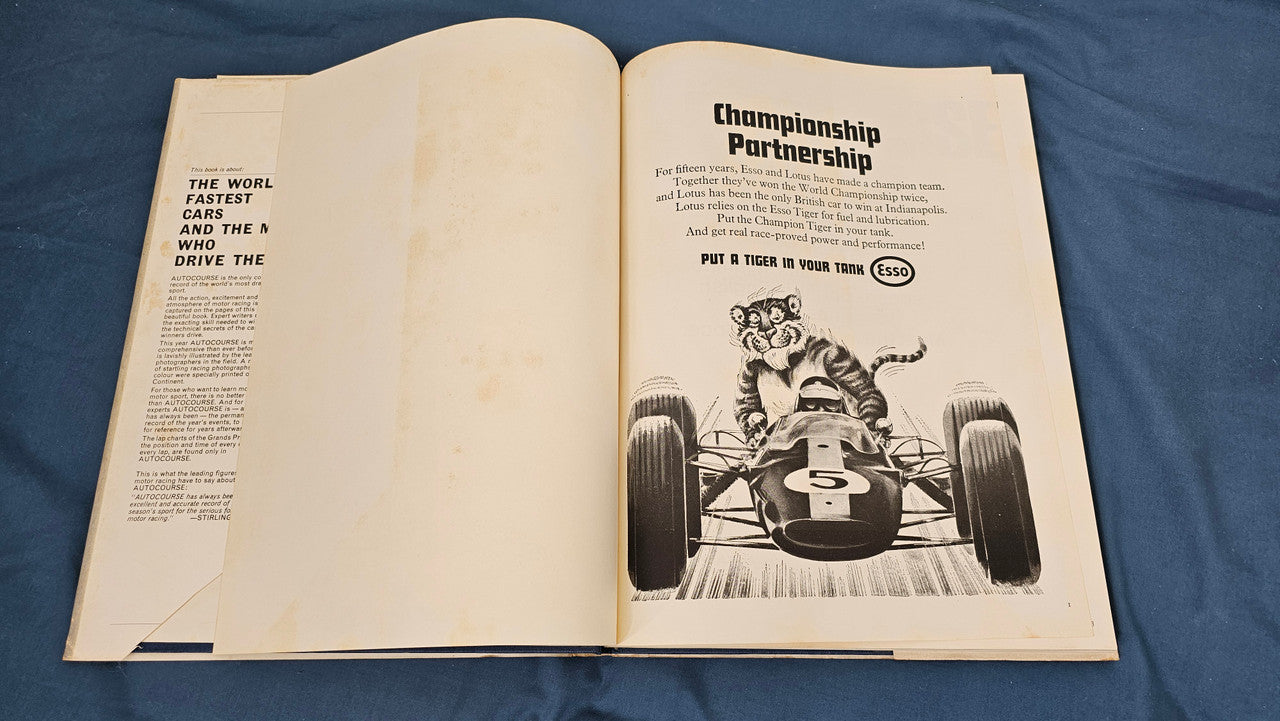 This book is about:
THE WORL
FASTEST
CARS
AND THE M
WHO
DRIVE THE
AUTOCOURSE is the only co
record of the world's most dra
sport.
All the action, excitement and
atmosphere of motor racing is
captured on the pages of this
beautiful book. Expert writers
the exacting skill needed to wi
the technical secrets of the ca
winners drive.
This year AUTOCOURSE is m
comprehensive than ever befo
is lavishly illustrated by the lea
photographers in the field. A
of startling racing photographs
colour were specially printed o
Continent.
For those who want to learn mo
motor sport, there is no better
than AUTOCOURSE. And for
experts AUTOCOURSE is — a
has always been — the perman
record of the year's events, to
for reference for years afterwar
The lap charts of the Grands Pr
the position and time of every
every lap, are found only in
AUTOCOURSE.
This is what the leading figures
motor racing have to say about
AUTOCOURSE:
"AUTOCOURSE has always bee
excellent and accurate record of
season's sport for the serious fo
motor racing." —STIRLING
Championship
Partnership
For fifteen years, Esso and Lotus have made a champion team.
Together they've won the World Championship twice,
and Lotus has been the only British car to win at Indianapolis.
Lotus relies on the Esso Tiger for fuel and lubrication.
Put the Champion Tiger in your tank.
And get real race-proved power and performance!
PUT A TIGER IN YOUR TANK Esso
5
1